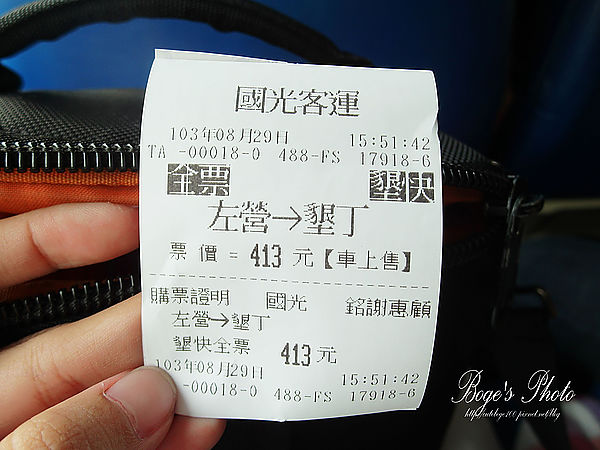 國光客運
103年08月29日 15:51:42
TA -00018-0 488-FS 17918-6
全票 墾快
左營→墾丁
票價 = 413 元【車上售】
購票證明 國光 銘謝惠顧
左營→墾丁
墾快全票 413 元
103年08月29日 15:51:42
-00018-0 488-FS 17918-6
Boge's Photo